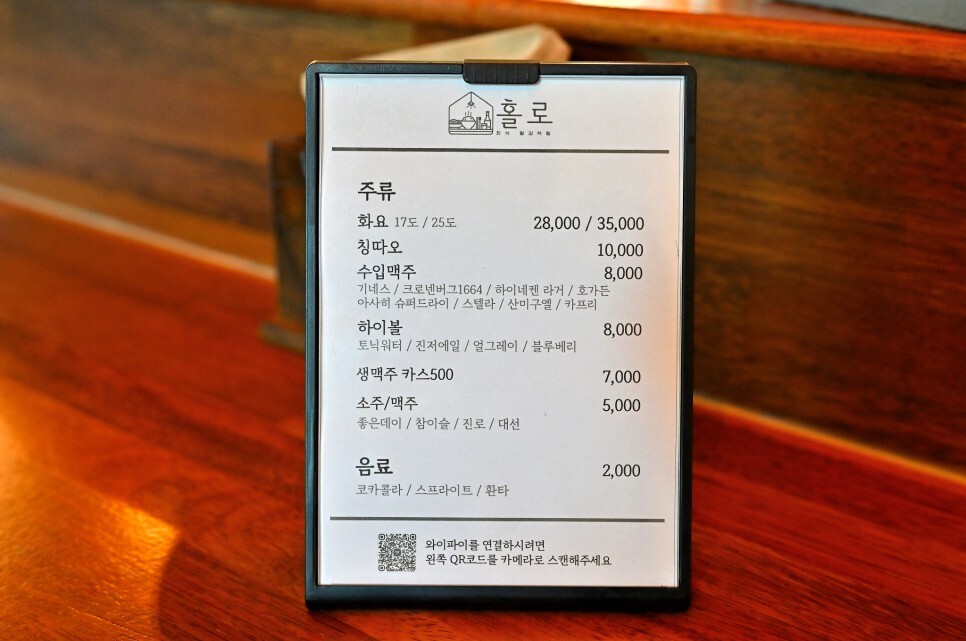 홀로
주류
화요 17도 / 25도 28,000 / 35,000
칭따오 10,000
수입맥주 8,000
기네스 / 크로넨버그1664 / 하이네켄 라거 / 호가든
아사히 슈퍼드라이 / 스텔라 / 산미구엘 / 카프리
하이볼 8,000
토닉워터 / 진저에일 / 얼그레이 / 블루베리
생맥주 카스500 7,000
소주/맥주 5,000
좋은데이 / 참이슬 / 진로 / 대선
음료 2,000
코카콜라 / 스프라이트 / 환타
와이파이를 연결하시려면
왼쪽 QR코드를 카메라로 스캔해주세요